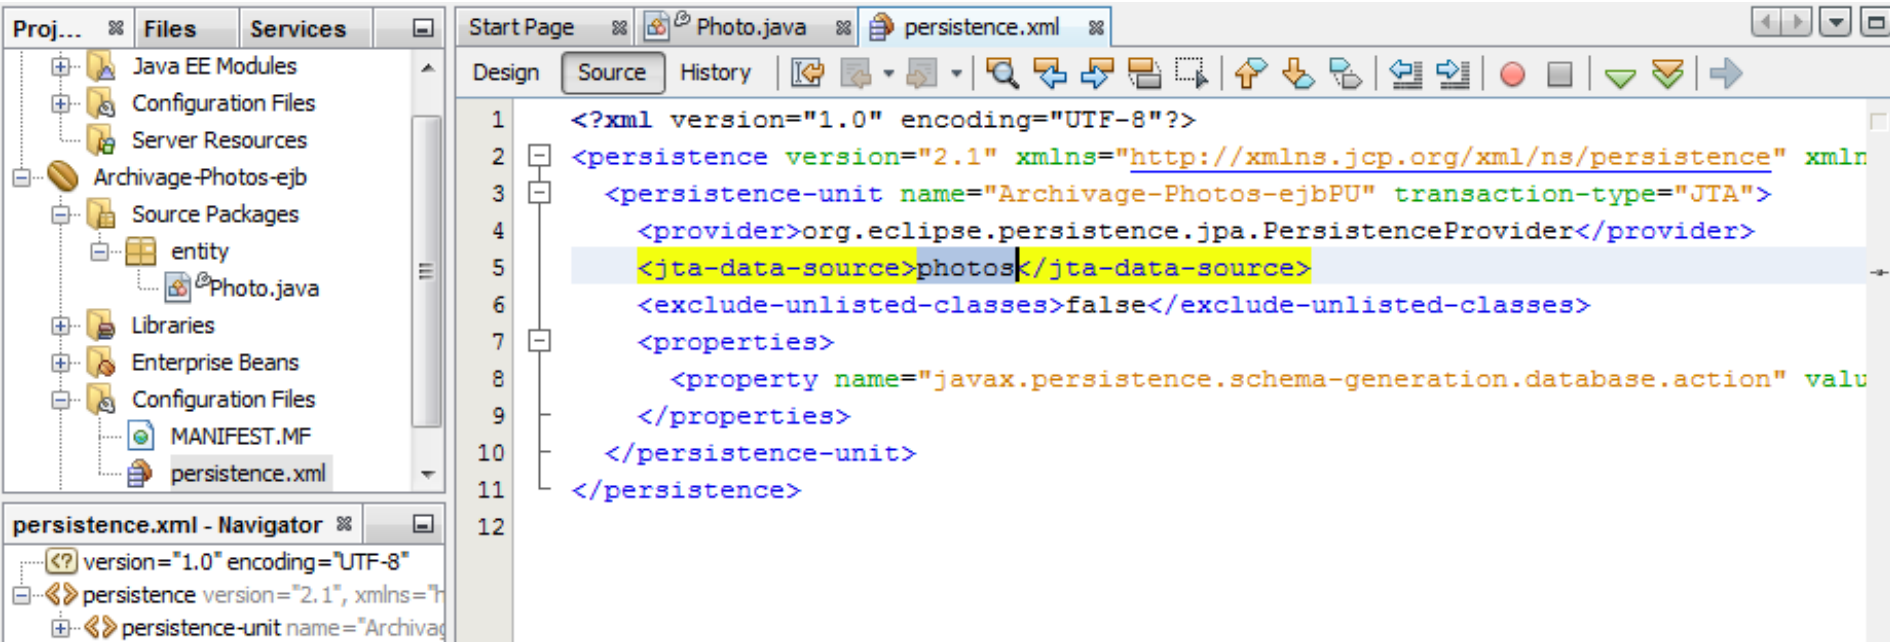 Proj... Files Services
Java EE Modules
Configuration Files
Server Resources
Archivage-Photos-ejb
Source Packages
entity
Photo.java
Libraries
Enterprise Beans
Configuration Files
MANIFEST.MF
persistence.xml
persistence.xml - Navigator
version="1.0" encoding="UTF-8"
persistence version="2.1", xmlns="h
persistence-unit name="Archivag
Start Page Photo.java persistence.xml
Design Source History
1 <?xml version="1.0" encoding="UTF-8"?>
2 <persistence version="2.1" xmlns="http://xmlns.jcp.org/xml/ns/persistence" xmln
3 <persistence-unit name="Archivage-Photos-ejbPU" transaction-type="JTA">
4 <provider>org.eclipse.persistence.jpa.PersistenceProvider</provider>
5 <jta-data-source>photos</jta-data-source>
6 <exclude-unlisted-classes>false</exclude-unlisted-classes>
7 <properties>
8 <property name="javax.persistence.schema-generation.database.action" valu
9 </properties>
10 </persistence-unit>
11 </persistence>
12